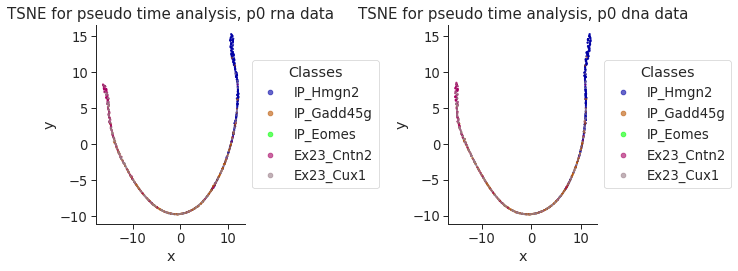 TSNE for pseudo time analysis, p0 rna data
15
10
5
0
−5
−10
y
−10
0
10
x
Classes
IP_Hmgn2
IP_Gadd45g
IP_Eomes
Ex23_Cntn2
Ex23_Cux1
TSNE for pseudo time analysis, p0 dna data
15
10
5
0
−5
−10
y
−10
0
10
x
Classes
IP_Hmgn2
IP_Gadd45g
IP_Eomes
Ex23_Cntn2
Ex23_Cux1